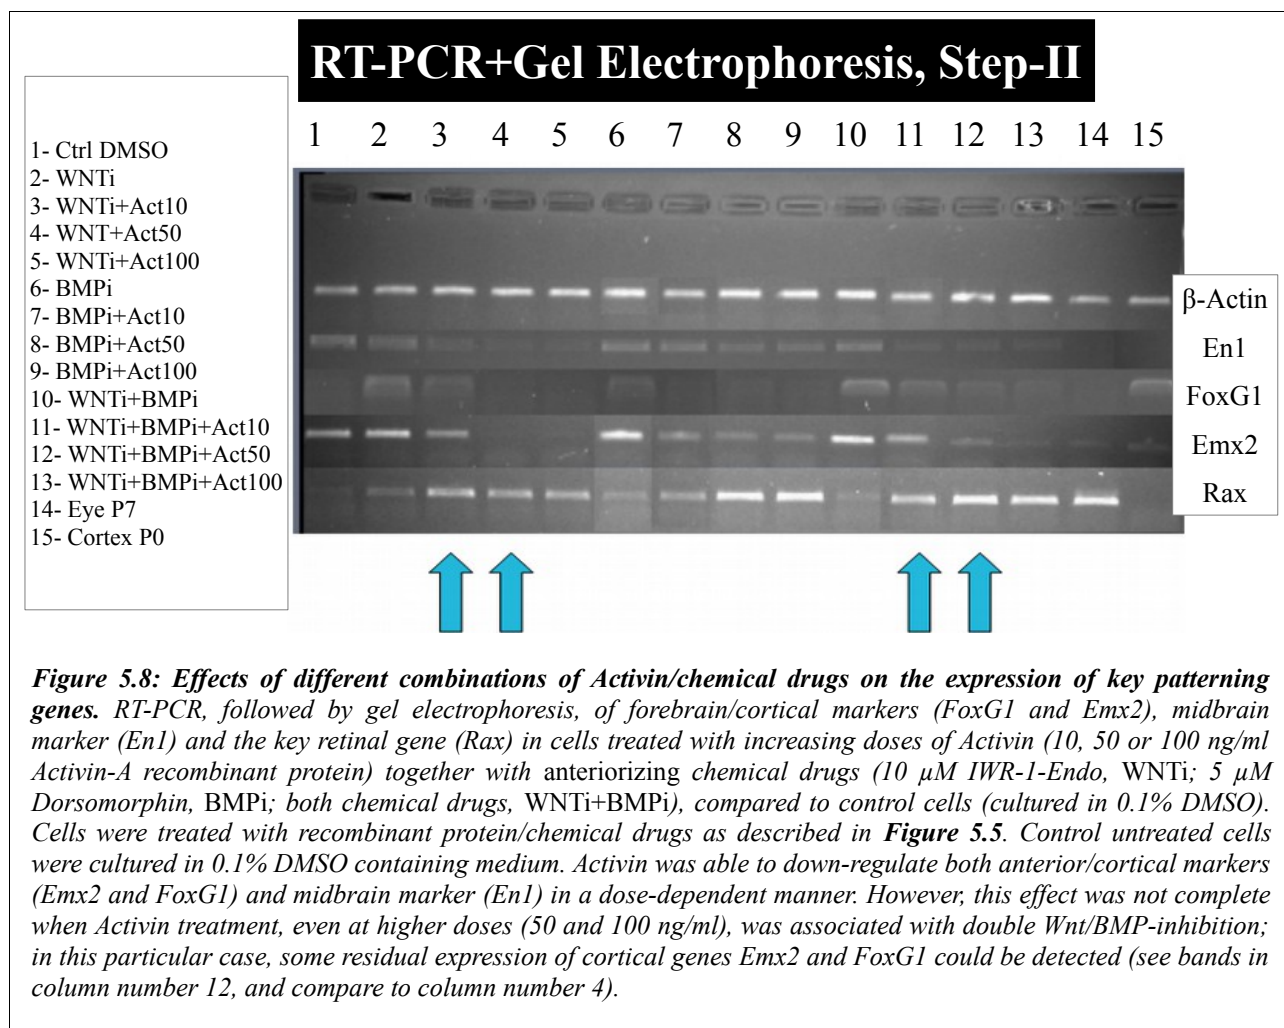 RT-PCR+Gel Electrophoresis, Step-II
1 2 3 4 5 6 7 8 9 10 11 12 13 14 15
1- Ctrl DMSO
2- WNTi
3- WNTi+Act10
4- WNT+Act50
5- WNTi+Act100
6- BMPi
7- BMPi+Act10
8- BMPi+Act50
9- BMPi+Act100
10- WNTi+BMPi
11- WNTi+BMPi+Act10
12- WNTi+BMPi+Act50
13- WNTi+BMPi+Act100
14- Eye P7
15- Cortex P0
β-Actin
En1
FoxG1
Emx2
Rax
Figure 5.8: Effects of different combinations of Activin/chemical drugs on the expression of key patterning
genes. RT-PCR, followed by gel electrophoresis, of forebrain/cortical markers (FoxG1 and Emx2), midbrain
marker (En1) and the key retinal gene (Rax) in cells treated with increasing doses of Activin (10, 50 or 100 ng/ml
Activin-A recombinant protein) together with anteriorizing chemical drugs (10 µM IWR-1-Endo, WNTi; 5 µM
Dorsomorphin, BMPi; both chemical drugs, WNTi+BMPi), compared to control cells (cultured in 0.1% DMSO).
Cells were treated with recombinant protein/chemical drugs as described in Figure 5.5. Control untreated cells
were cultured in 0.1% DMSO containing medium. Activin was able to down-regulate both anterior/cortical markers
(Emx2 and FoxG1) and midbrain marker (En1) in a dose-dependent manner. However, this effect was not complete
when Activin treatment, even at higher doses (50 and 100 ng/ml), was associated with double Wnt/BMP-inhibition;
in this particular case, some residual expression of cortical genes Emx2 and FoxG1 could be detected (see bands in
column number 12, and compare to column number 4).